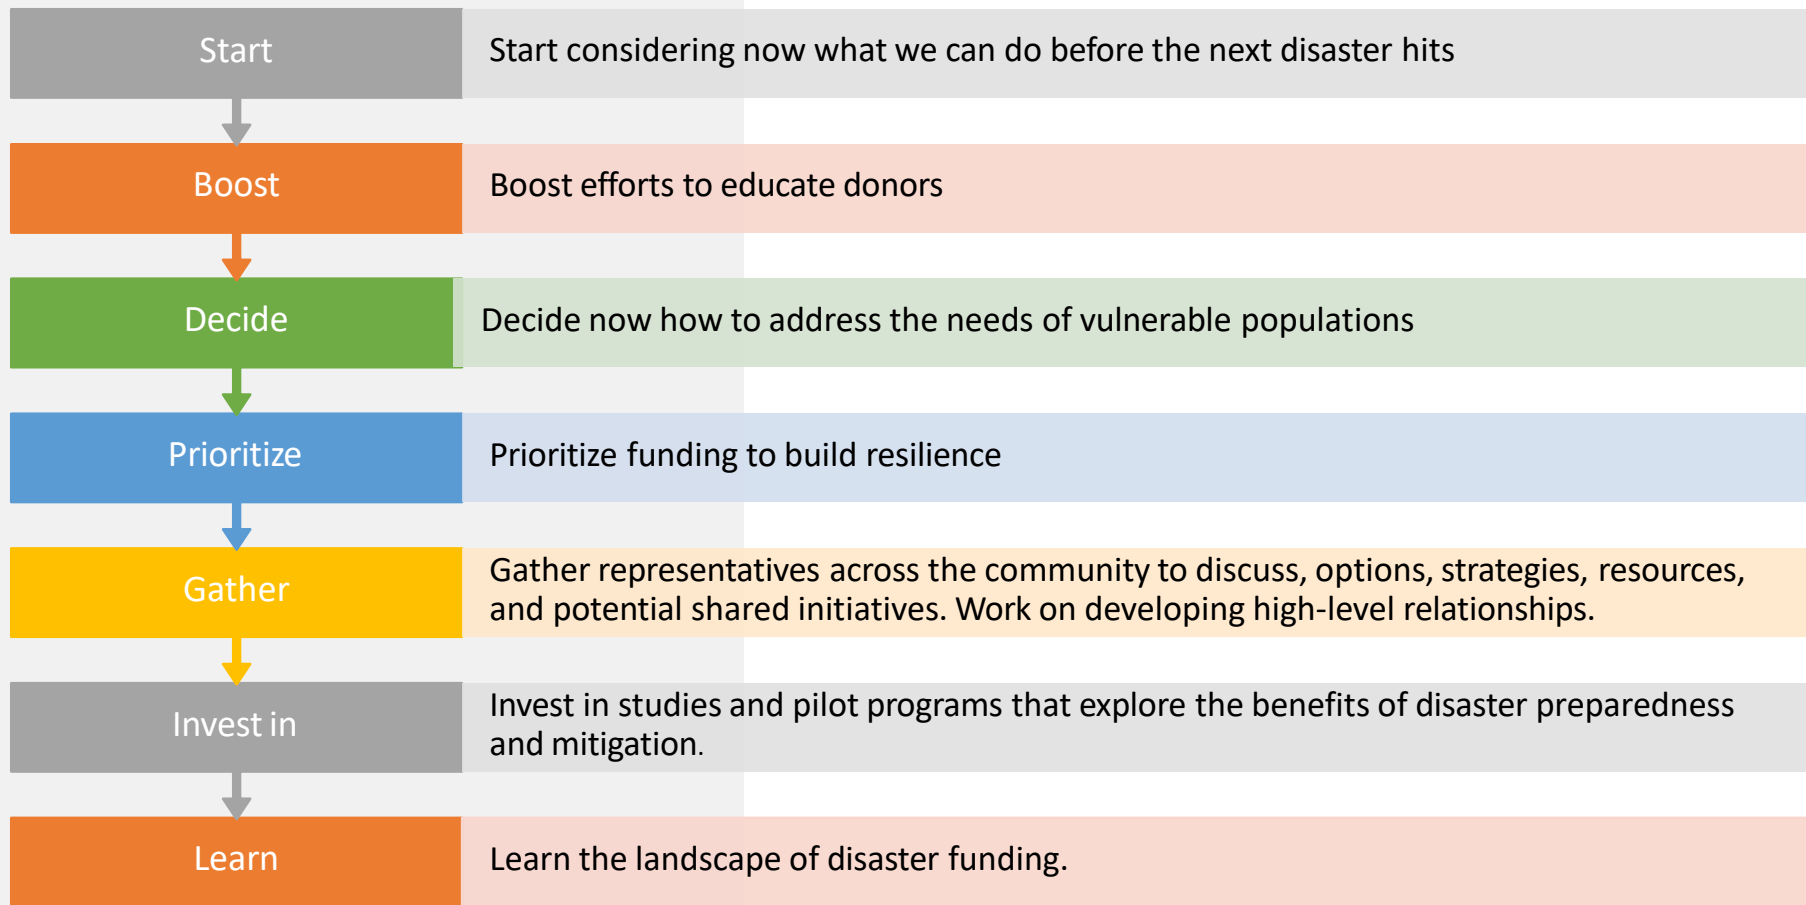 Start
Start considering now what we can do before the next disaster hits
Boost
Boost efforts to educate donors
Decide
Decide now how to address the needs of vulnerable populations
Prioritize
Prioritize funding to build resilience
Gather
Gather representatives across the community to discuss, options, strategies, resources,
and potential shared initiatives. Work on developing high-level relationships.
Invest in
Invest in studies and pilot programs that explore the benefits of disaster preparedness
and mitigation.
Learn
Learn the landscape of disaster funding.